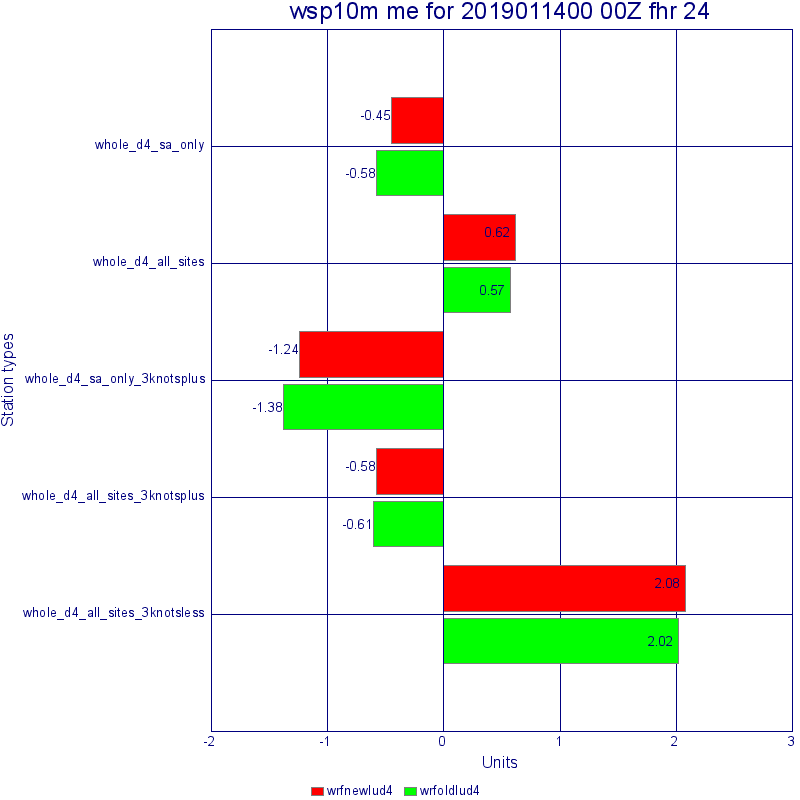 wsp10m me for 2019011400 00Z fhr 24
-0.45
whole_d4_sa_only
-0.58
0.62
whole_d4_all_sites
0.57
-1.24
whole_d4_sa_only_3knotsplus
-1.38
-0.58
whole_d4_all_sites_3knotsplus
-0.61
2.08
whole_d4_all_sites_3knotsless
2.02
Station types
-2 -1 0 1 2 3
Units
wrfnewlud4 wrfoldlud4